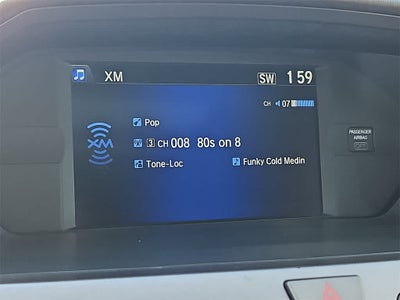 XM SW 1 59
CH 07
Pop
XM 3 CH 008 80s on 8
Tone-Loc Funky Cold Medin
PASSENGER
AIRBAG